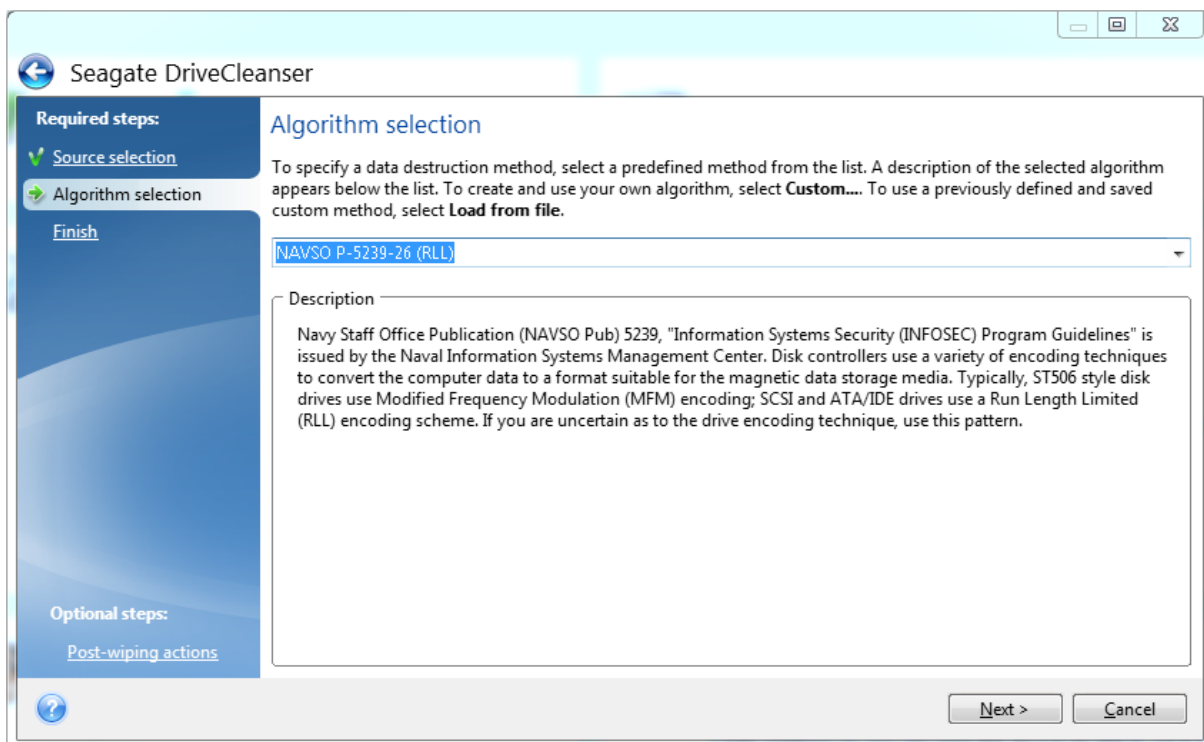 Seagate DriveCleanser
Required steps:
Source selection
Algorithm selection
Finish
Optional steps:
Post-wiping actions
Algorithm selection
To specify a data destruction method, select a predefined method from the list. A description of the selected algorithm
appears below the list. To create and use your own algorithm, select Custom.... To use a previously defined and saved
custom method, select Load from file.
NAVSO P-5239-26 (RLL)
Description
Navy Staff Office Publication (NAVSO Pub) 5239, "Information Systems Security (INFOSEC) Program Guidelines" is
issued by the Naval Information Systems Management Center. Disk controllers use a variety of encoding techniques
to convert the computer data to a format suitable for the magnetic data storage media. Typically, ST506 style disk
drives use Modified Frequency Modulation (MFM) encoding; SCSI and ATA/IDE drives use a Run Length Limited
(RLL) encoding scheme. If you are uncertain as to the drive encoding technique, use this pattern.
?
Next >
Cancel